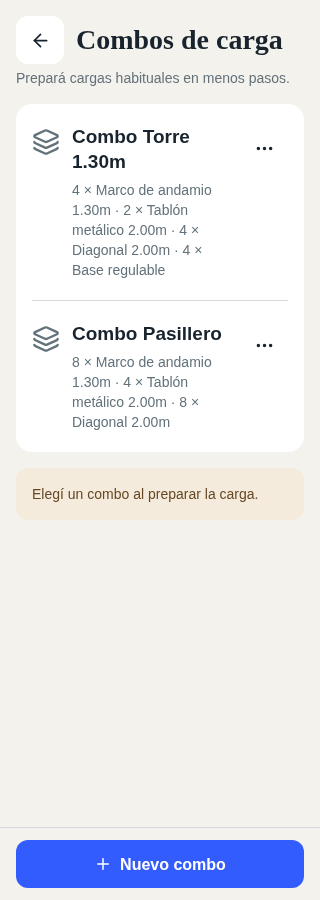 Combos de carga
Prepará cargas habituales en menos pasos.
Combo Torre
1.30m
4 × Marco de andamio
1.30m · 2 × Tablón
metálico 2.00m · 4 ×
Diagonal 2.00m · 4 ×
Base regulable
Combo Pasillero
8 × Marco de andamio
1.30m · 4 × Tablón
metálico 2.00m · 8 ×
Diagonal 2.00m
Elegí un combo al preparar la carga.
Nuevo combo